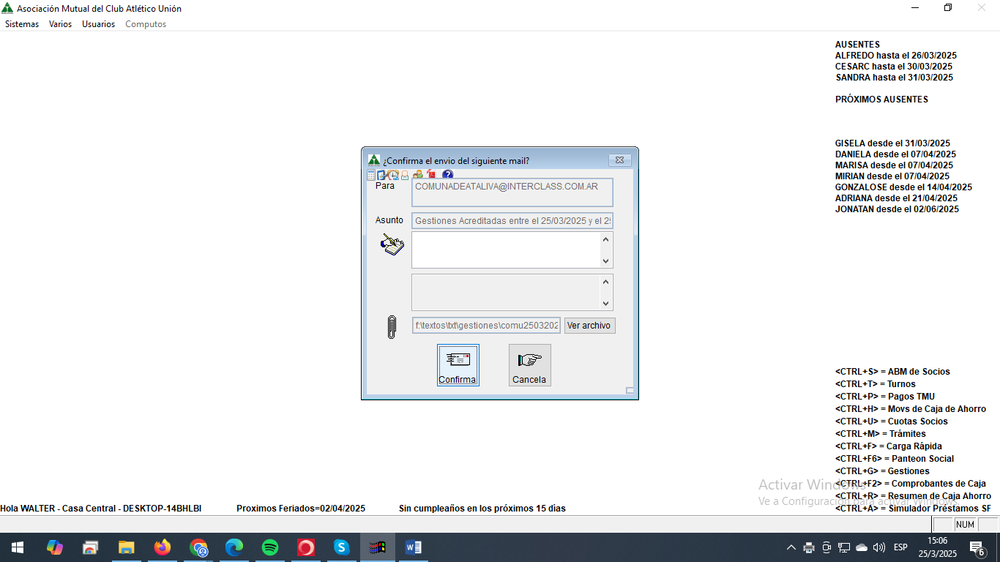 Asociación Mutual del Club Atlético Unión
Sistemas Varios Usuarios Computos
AUSENTES
ALFREDO hasta el 26/03/2025
CESARC hasta el 30/03/2025
SANDRA hasta el 31/03/2025
PRÓXIMOS AUSENTES
GISELA desde el 31/03/2025
DANIELA desde el 07/04/2025
MARISA desde el 07/04/2025
MIRIAN desde el 07/04/2025
GONZALOSE desde el 14/04/2025
ADRIANA desde el 21/04/2025
JONATAN desde el 02/06/2025
¿Confirma el envio del siguiente mail?
Para COMUNADEATALIVA@INTERCLASS.COM.AR
Asunto Gestiones Acreditadas entre el 25/03/2025 y el 25
f:\textos\txt\gestiones\comu2503202 Ver archivo
Confirma Cancela
<CTRL+S> = ABM de Socios
<CTRL+T> = Turnos
<CTRL+P> = Pagos TMU
<CTRL+H> = Movs de Caja de Ahorro
<CTRL+U> = Cuotas Socios
<CTRL+M> = Trámites
<CTRL+F> = Carga Rápida
<CTRL+F6> = Panteon Social
<CTRL+G> = Gestiones
<CTRL+F2> = Comprobantes de Caja
<CTRL+R> = Resumen de Caja Ahorro
<CTRL+A> = Simulador Préstamos SF
Activar Windows
Ve a Configuración para activar Windows.
Hola WALTER - Casa Central - DESKTOP-14BHLBI Proximos Feriados=02/04/2025 Sin cumpleaños en los próximos 15 dias
NUM
ESP 15:06
25/3/2025
6